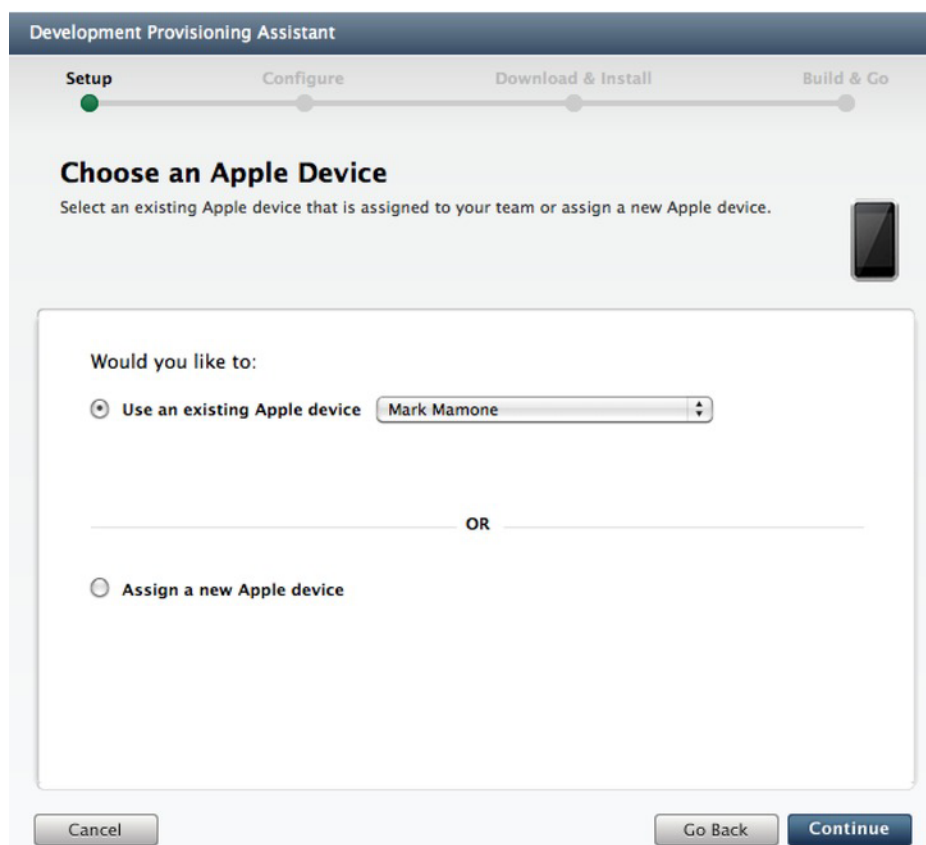 Development Provisioning Assistant
Setup Configure Download & Install Build & Go
Choose an Apple Device
Select an existing Apple device that is assigned to your team or assign a new Apple device.
Would you like to:
Use an existing Apple device Mark Mamone
OR
Assign a new Apple device
Cancel Go Back Continue